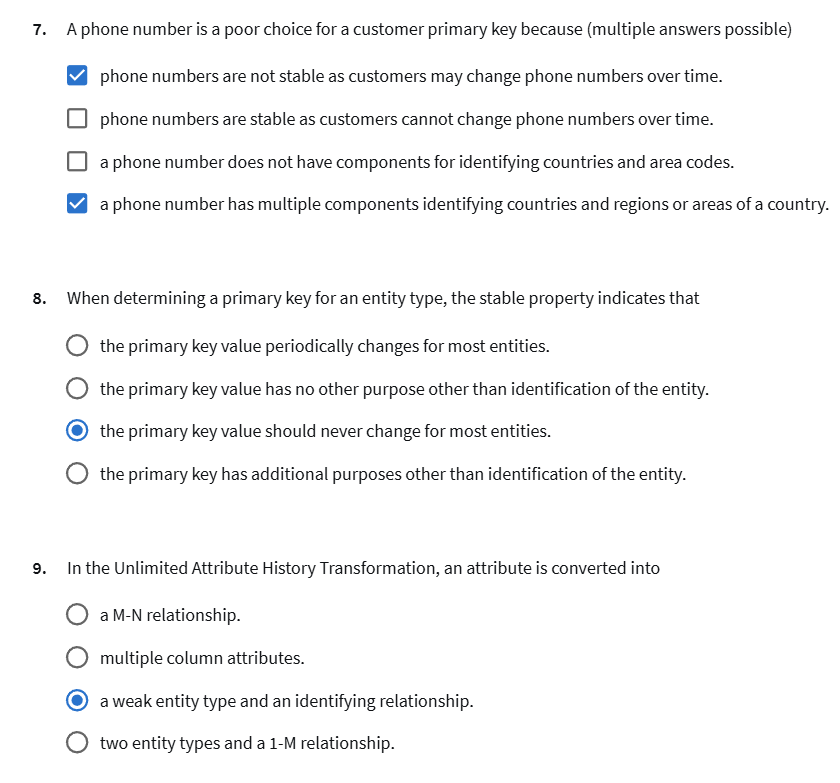 7. A phone number is a poor choice for a customer primary key because (multiple answers possible)
phone numbers are not stable as customers may change phone numbers over time.
phone numbers are stable as customers cannot change phone numbers over time.
a phone number does not have components for identifying countries and area codes.
a phone number has multiple components identifying countries and regions or areas of a country.
8. When determining a primary key for an entity type, the stable property indicates that
the primary key value periodically changes for most entities.
the primary key value has no other purpose other than identification of the entity.
the primary key value should never change for most entities.
the primary key has additional purposes other than identification of the entity.
9. In the Unlimited Attribute History Transformation, an attribute is converted into
a M-N relationship.
multiple column attributes.
a weak entity type and an identifying relationship.
two entity types and a 1-M relationship.